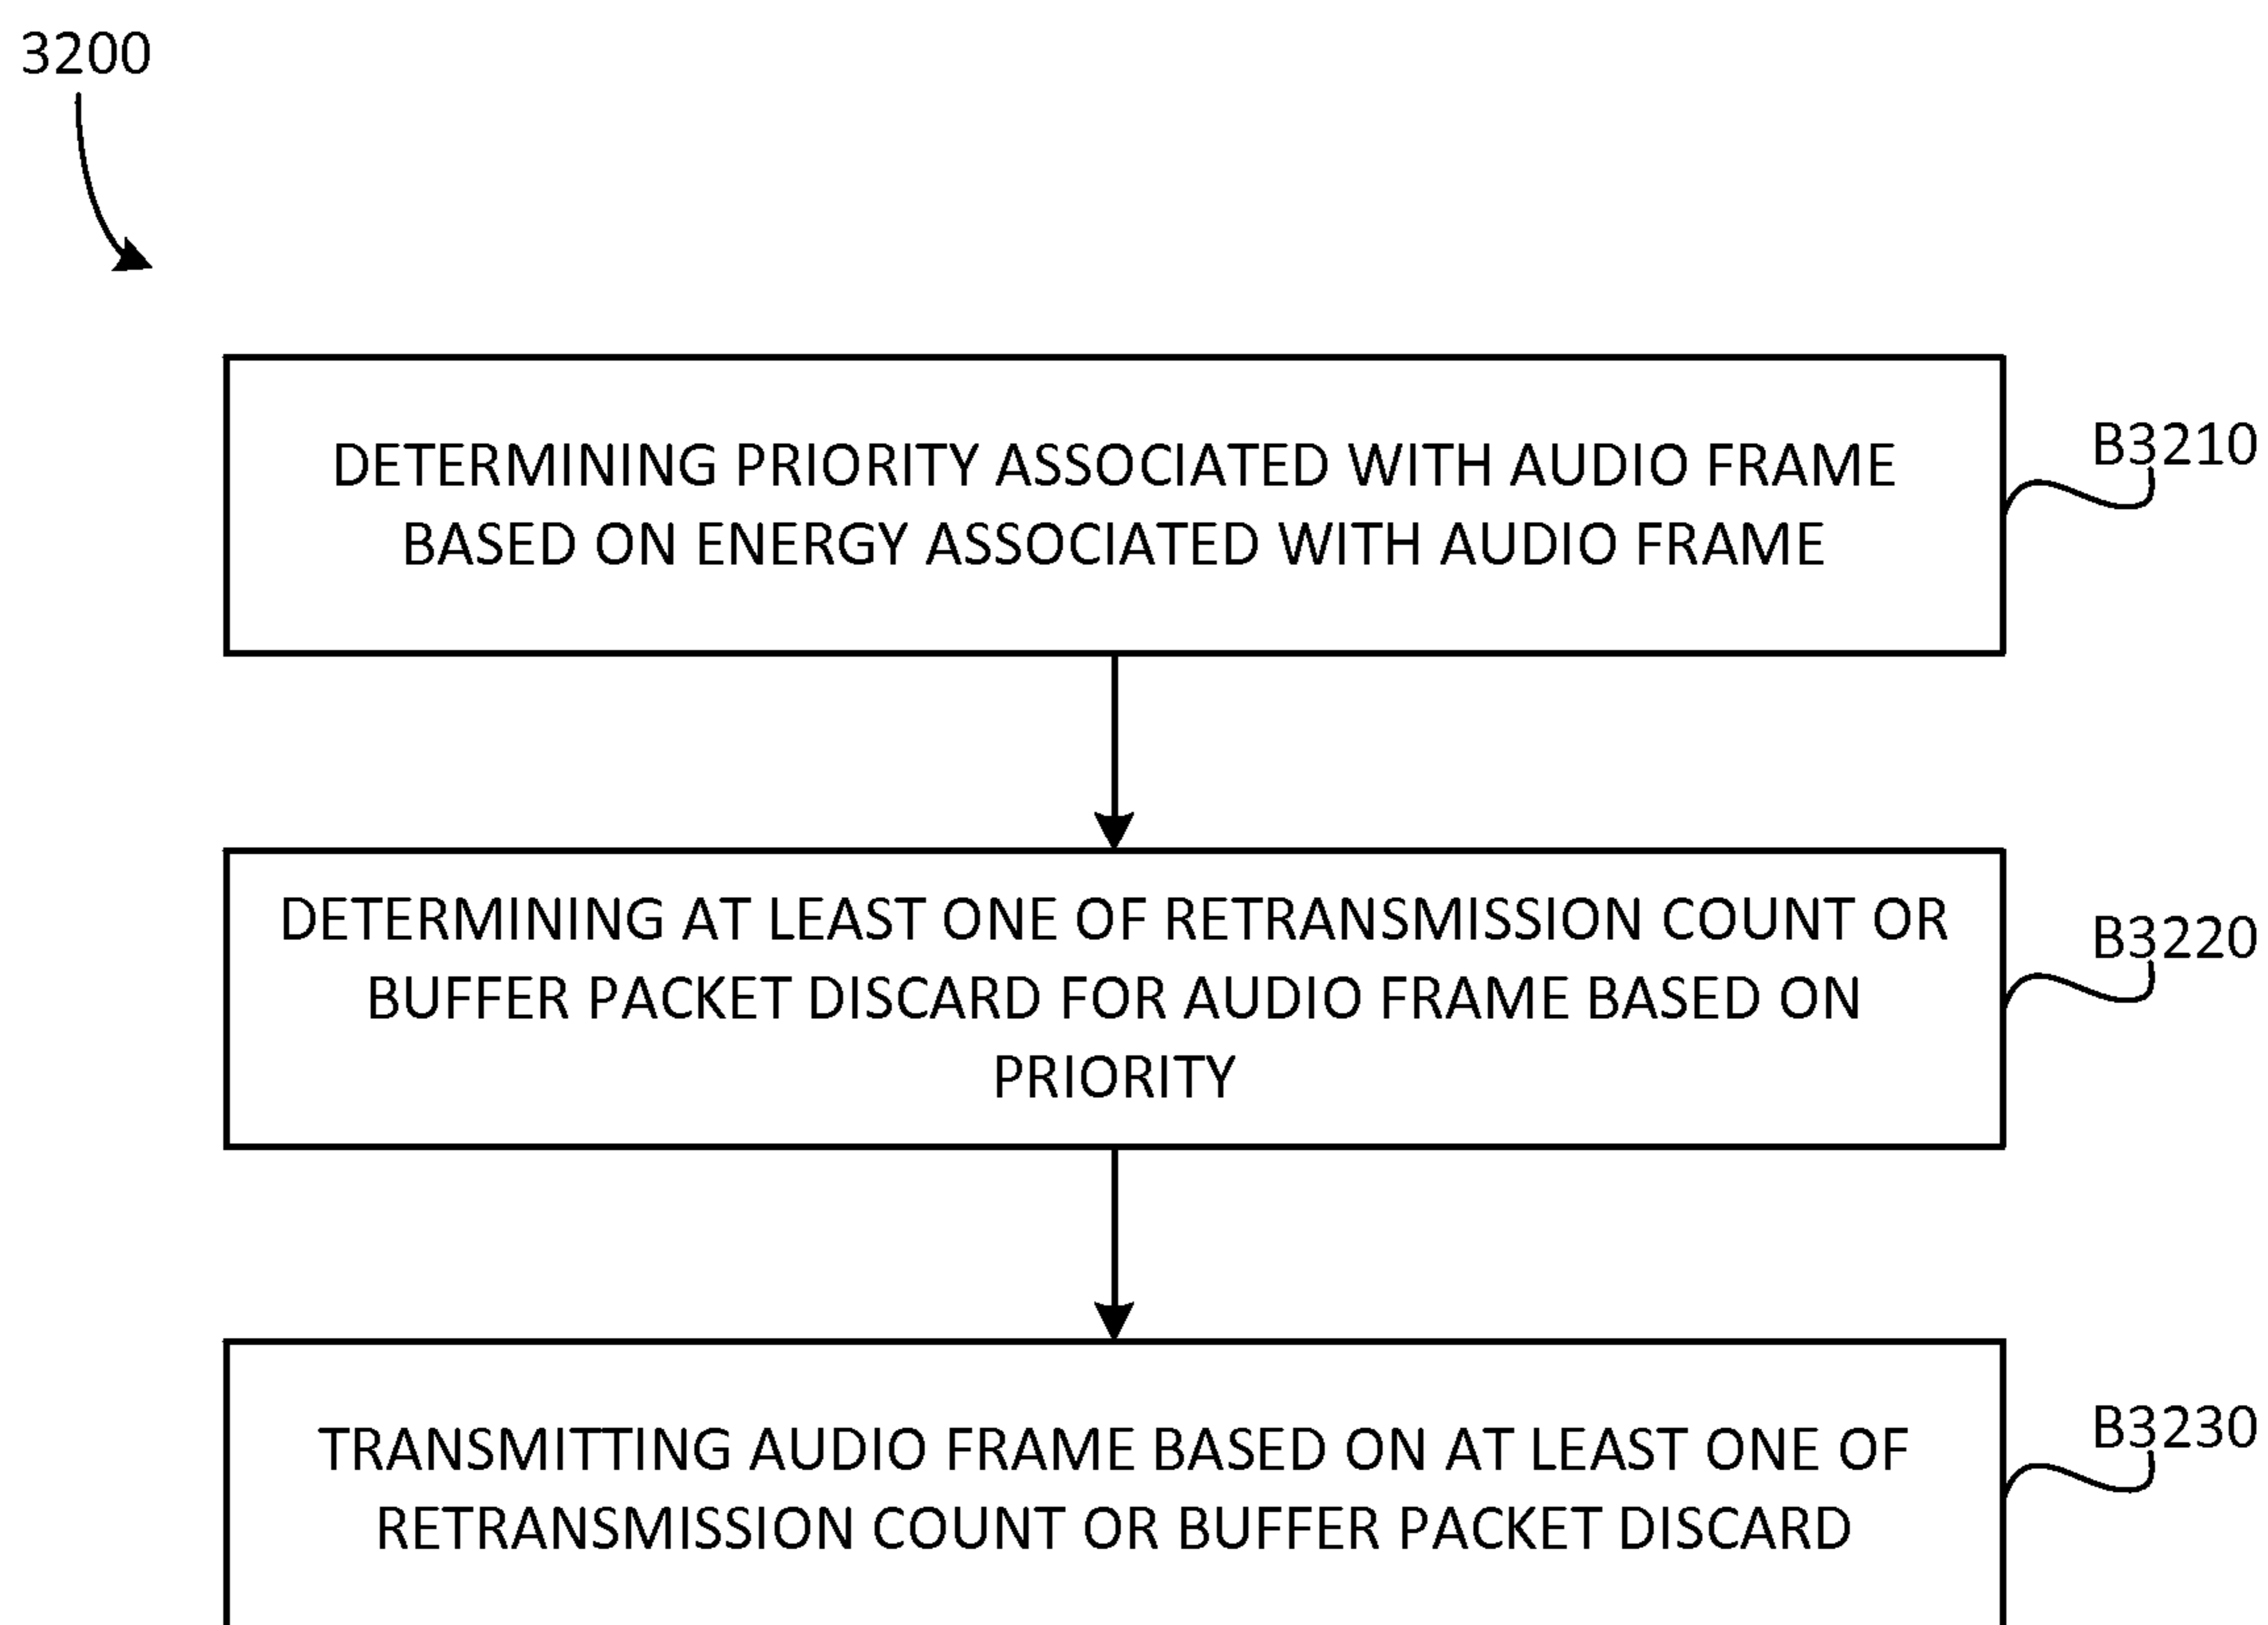 3200
DETERMINING PRIORITY ASSOCIATED WITH AUDIO FRAME
BASED ON ENERGY ASSOCIATED WITH AUDIO FRAME
B3210
DETERMINING AT LEAST ONE OF RETRANSMISSION COUNT OR
BUFFER PACKET DISCARD FOR AUDIO FRAME BASED ON
PRIORITY
B3220
TRANSMITTING AUDIO FRAME BASED ON AT LEAST ONE OF
RETRANSMISSION COUNT OR BUFFER PACKET DISCARD
B3230